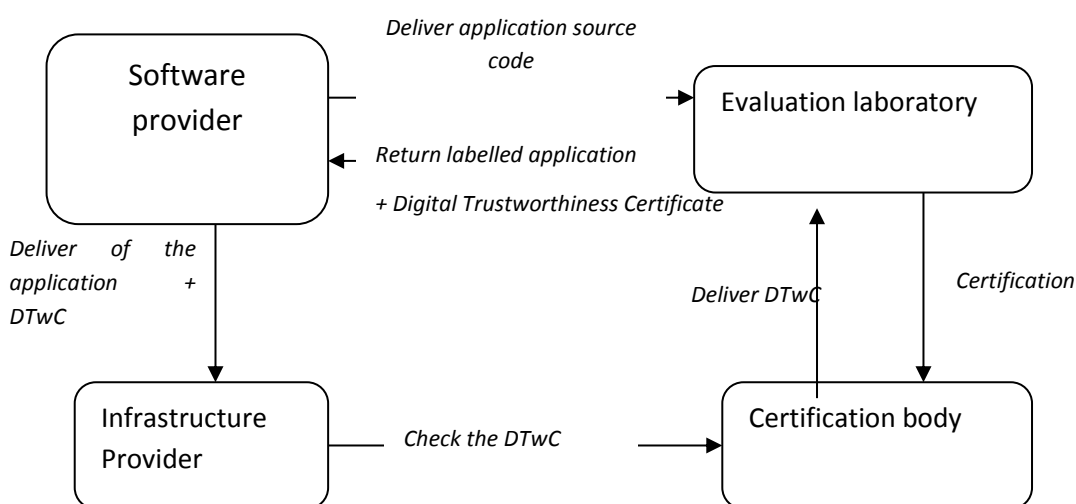 Deliver application source
code
Software
provider
Evaluation laboratory
Return labelled application
+ Digital Trustworthiness Certificate
Deliver of the
application +
DTwC
Deliver DTwC
Certification
Infrastructure
Provider
Check the DTwC
Certification body